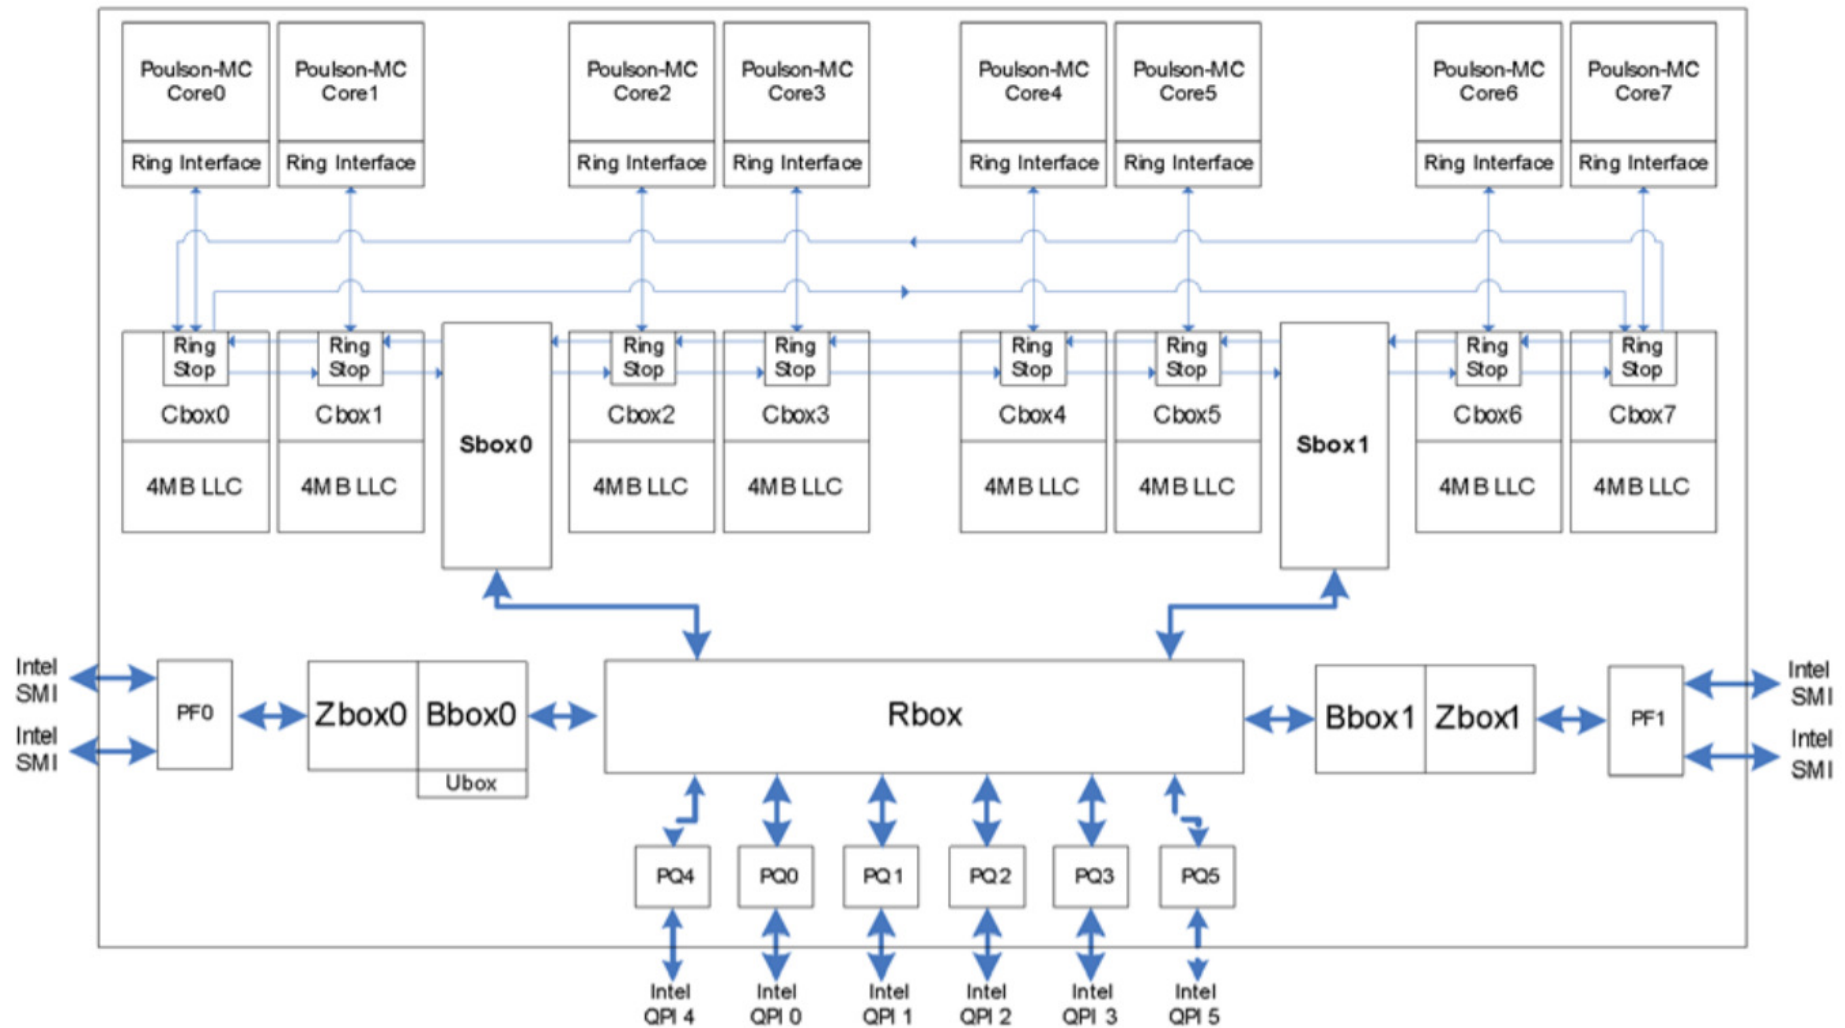 Poulson-MC
Core0
Poulson-MC
Core1
Poulson-MC
Core2
Poulson-MC
Core3
Poulson-MC
Core4
Poulson-MC
Core5
Poulson-MC
Core6
Poulson-MC
Core7
Ring Interface
Ring Interface
Ring Interface
Ring Interface
Ring Interface
Ring Interface
Ring Interface
Ring Interface
Ring
Stop
Ring
Stop
Ring
Stop
Ring
Stop
Ring
Stop
Ring
Stop
Ring
Stop
Ring
Stop
Cbox0
Cbox1
Sbox0
Cbox2
Cbox3
Cbox4
Cbox5
Sbox1
Cbox6
Cbox7
4MB LLC
4MB LLC
4MB LLC
4MB LLC
4MB LLC
4MB LLC
4MB LLC
4MB LLC
Intel
SMI
Intel
SMI
PF0
Zbox0
Bbox0
Ubox
Rbox
Bbox1
Zbox1
PF1
Intel
SMI
Intel
SMI
PQ4
PQ0
PQ1
PQ2
PQ3
PQ5
Intel
QPI 4
Intel
QPI 0
Intel
QPI 1
Intel
QPI 2
Intel
QPI 3
Intel
QPI 5